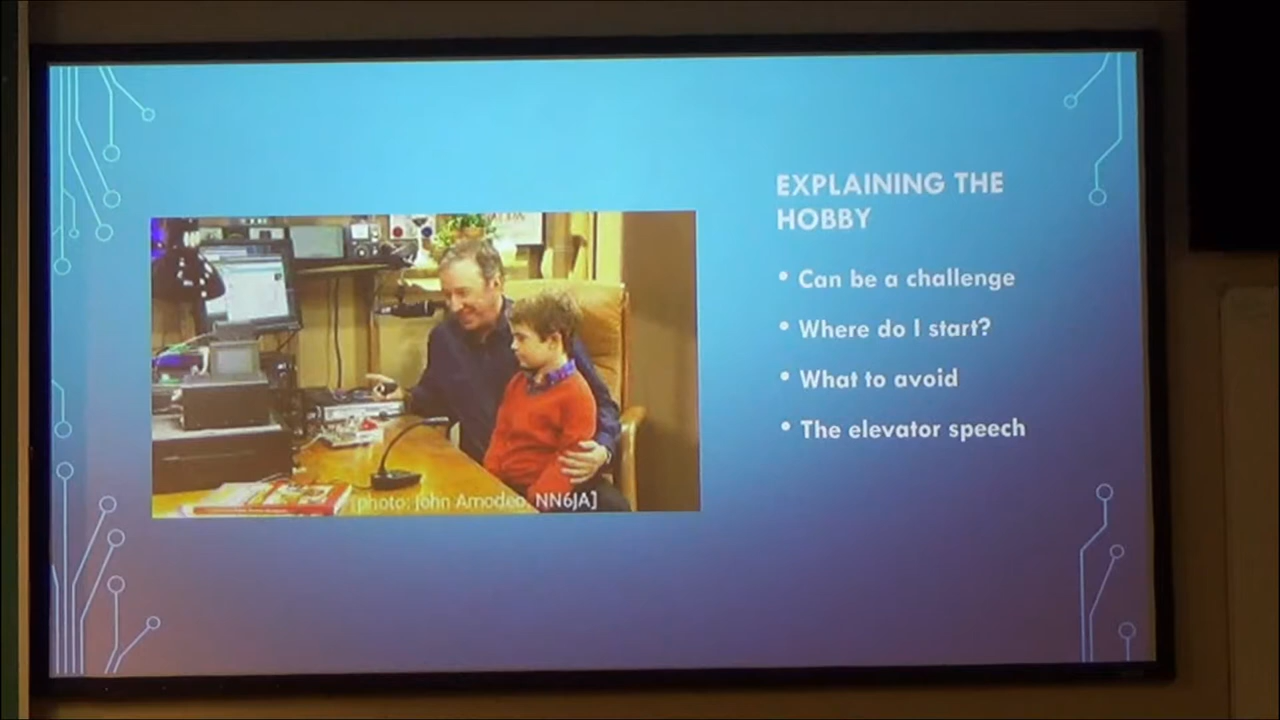 EXPLAINING THE
HOBBY
• Can be a challenge
• Where do I start?
• What to avoid
• The elevator speech
[photo: John Amodeo, NN6JA]